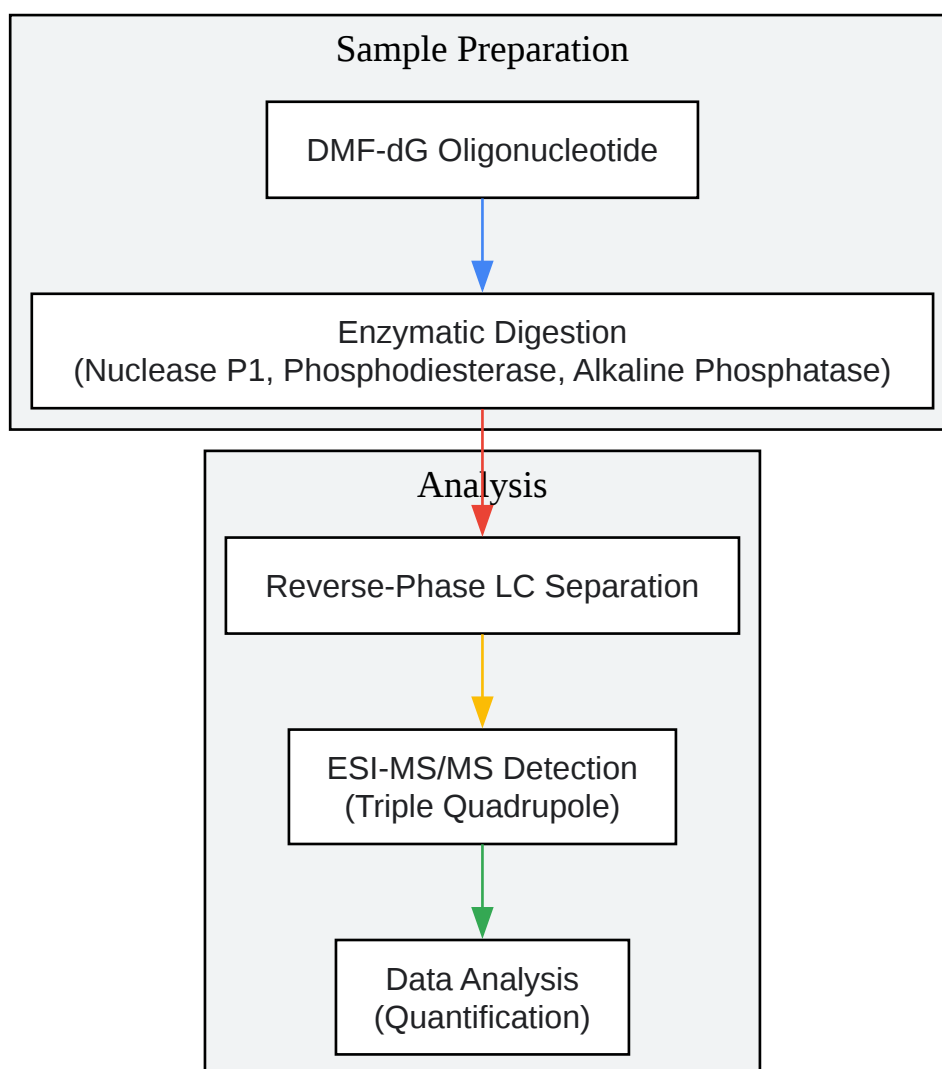 Sample Preparation
DMF-dG Oligonucleotide
Enzymatic Digestion
(Nuclease P1, Phosphodiesterase, Alkaline Phosphatase)
Analysis
Reverse-Phase LC Separation
ESI-MS/MS Detection
(Triple Quadrupole)
Data Analysis
(Quantification)